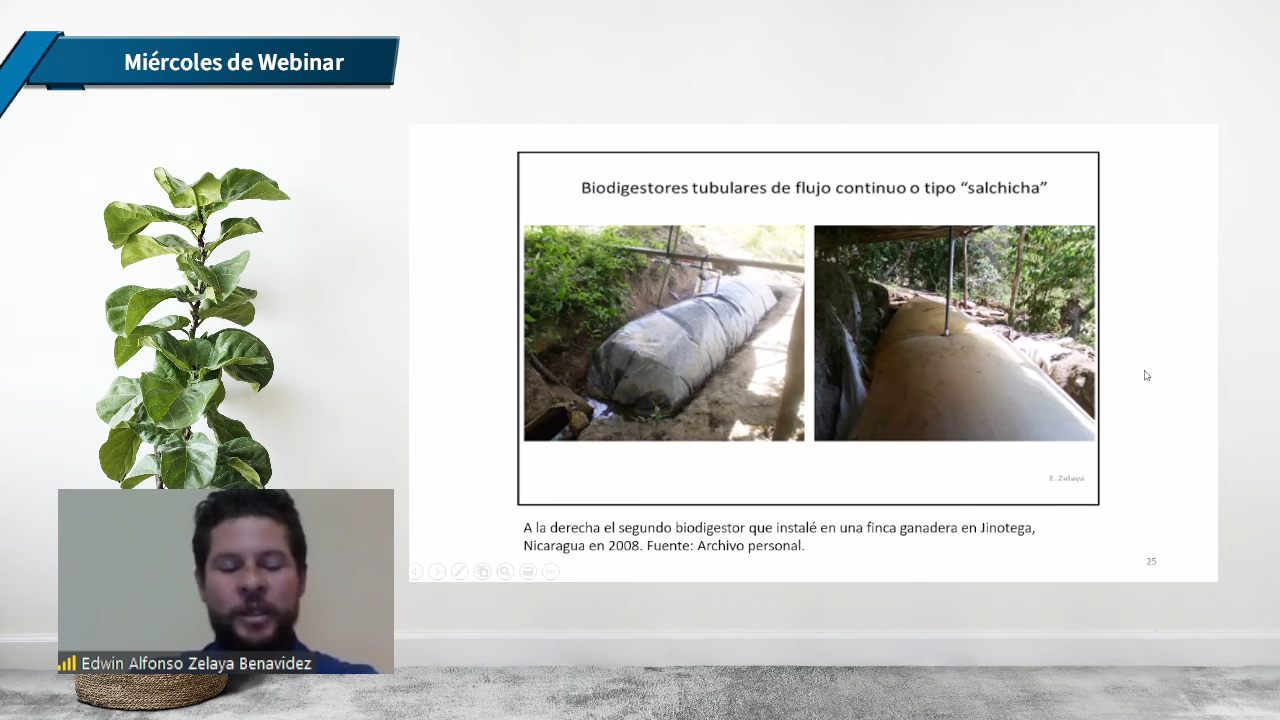 Miércoles de Webinar
Biodigestores tubulares de flujo continuo o tipo “salchicha”
E. Zelaya
A la derecha el segundo biodigestor que instalé en una finca ganadera en Jinotega,
Nicaragua en 2008. Fuente: Archivo personal.
25
Edwin Alfonso Zelaya Benavidez